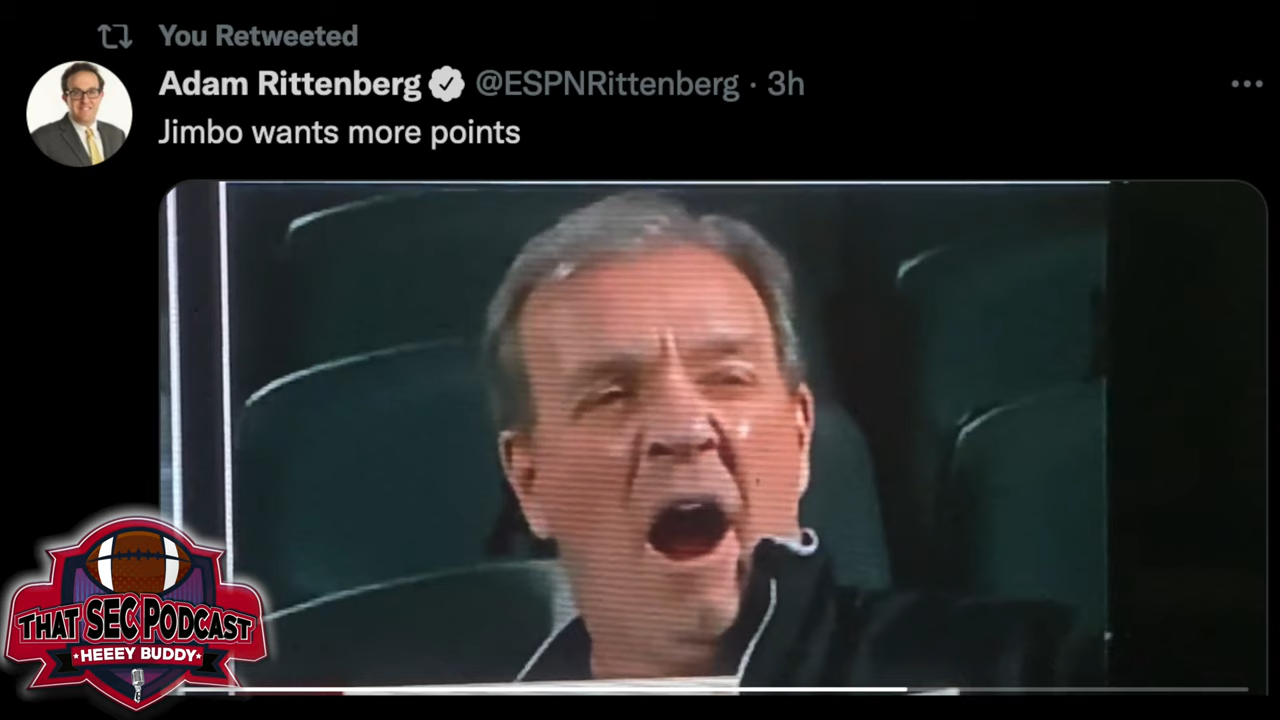 You Retweeted
Adam Rittenberg @ESPNRittenberg · 3h
Jimbo wants more points
THAT SEC PODCAST
HEEEY BUDDY